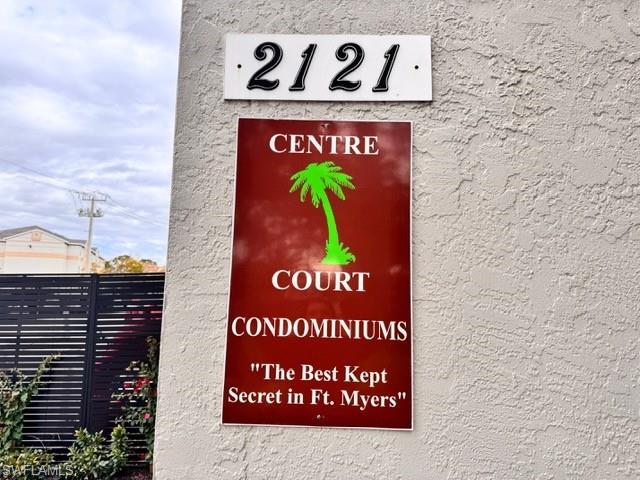 2121
CENTRE
COURT
CONDOMINIUMS
"The Best Kept
Secret in Ft. Myers"
SWFLAMLS